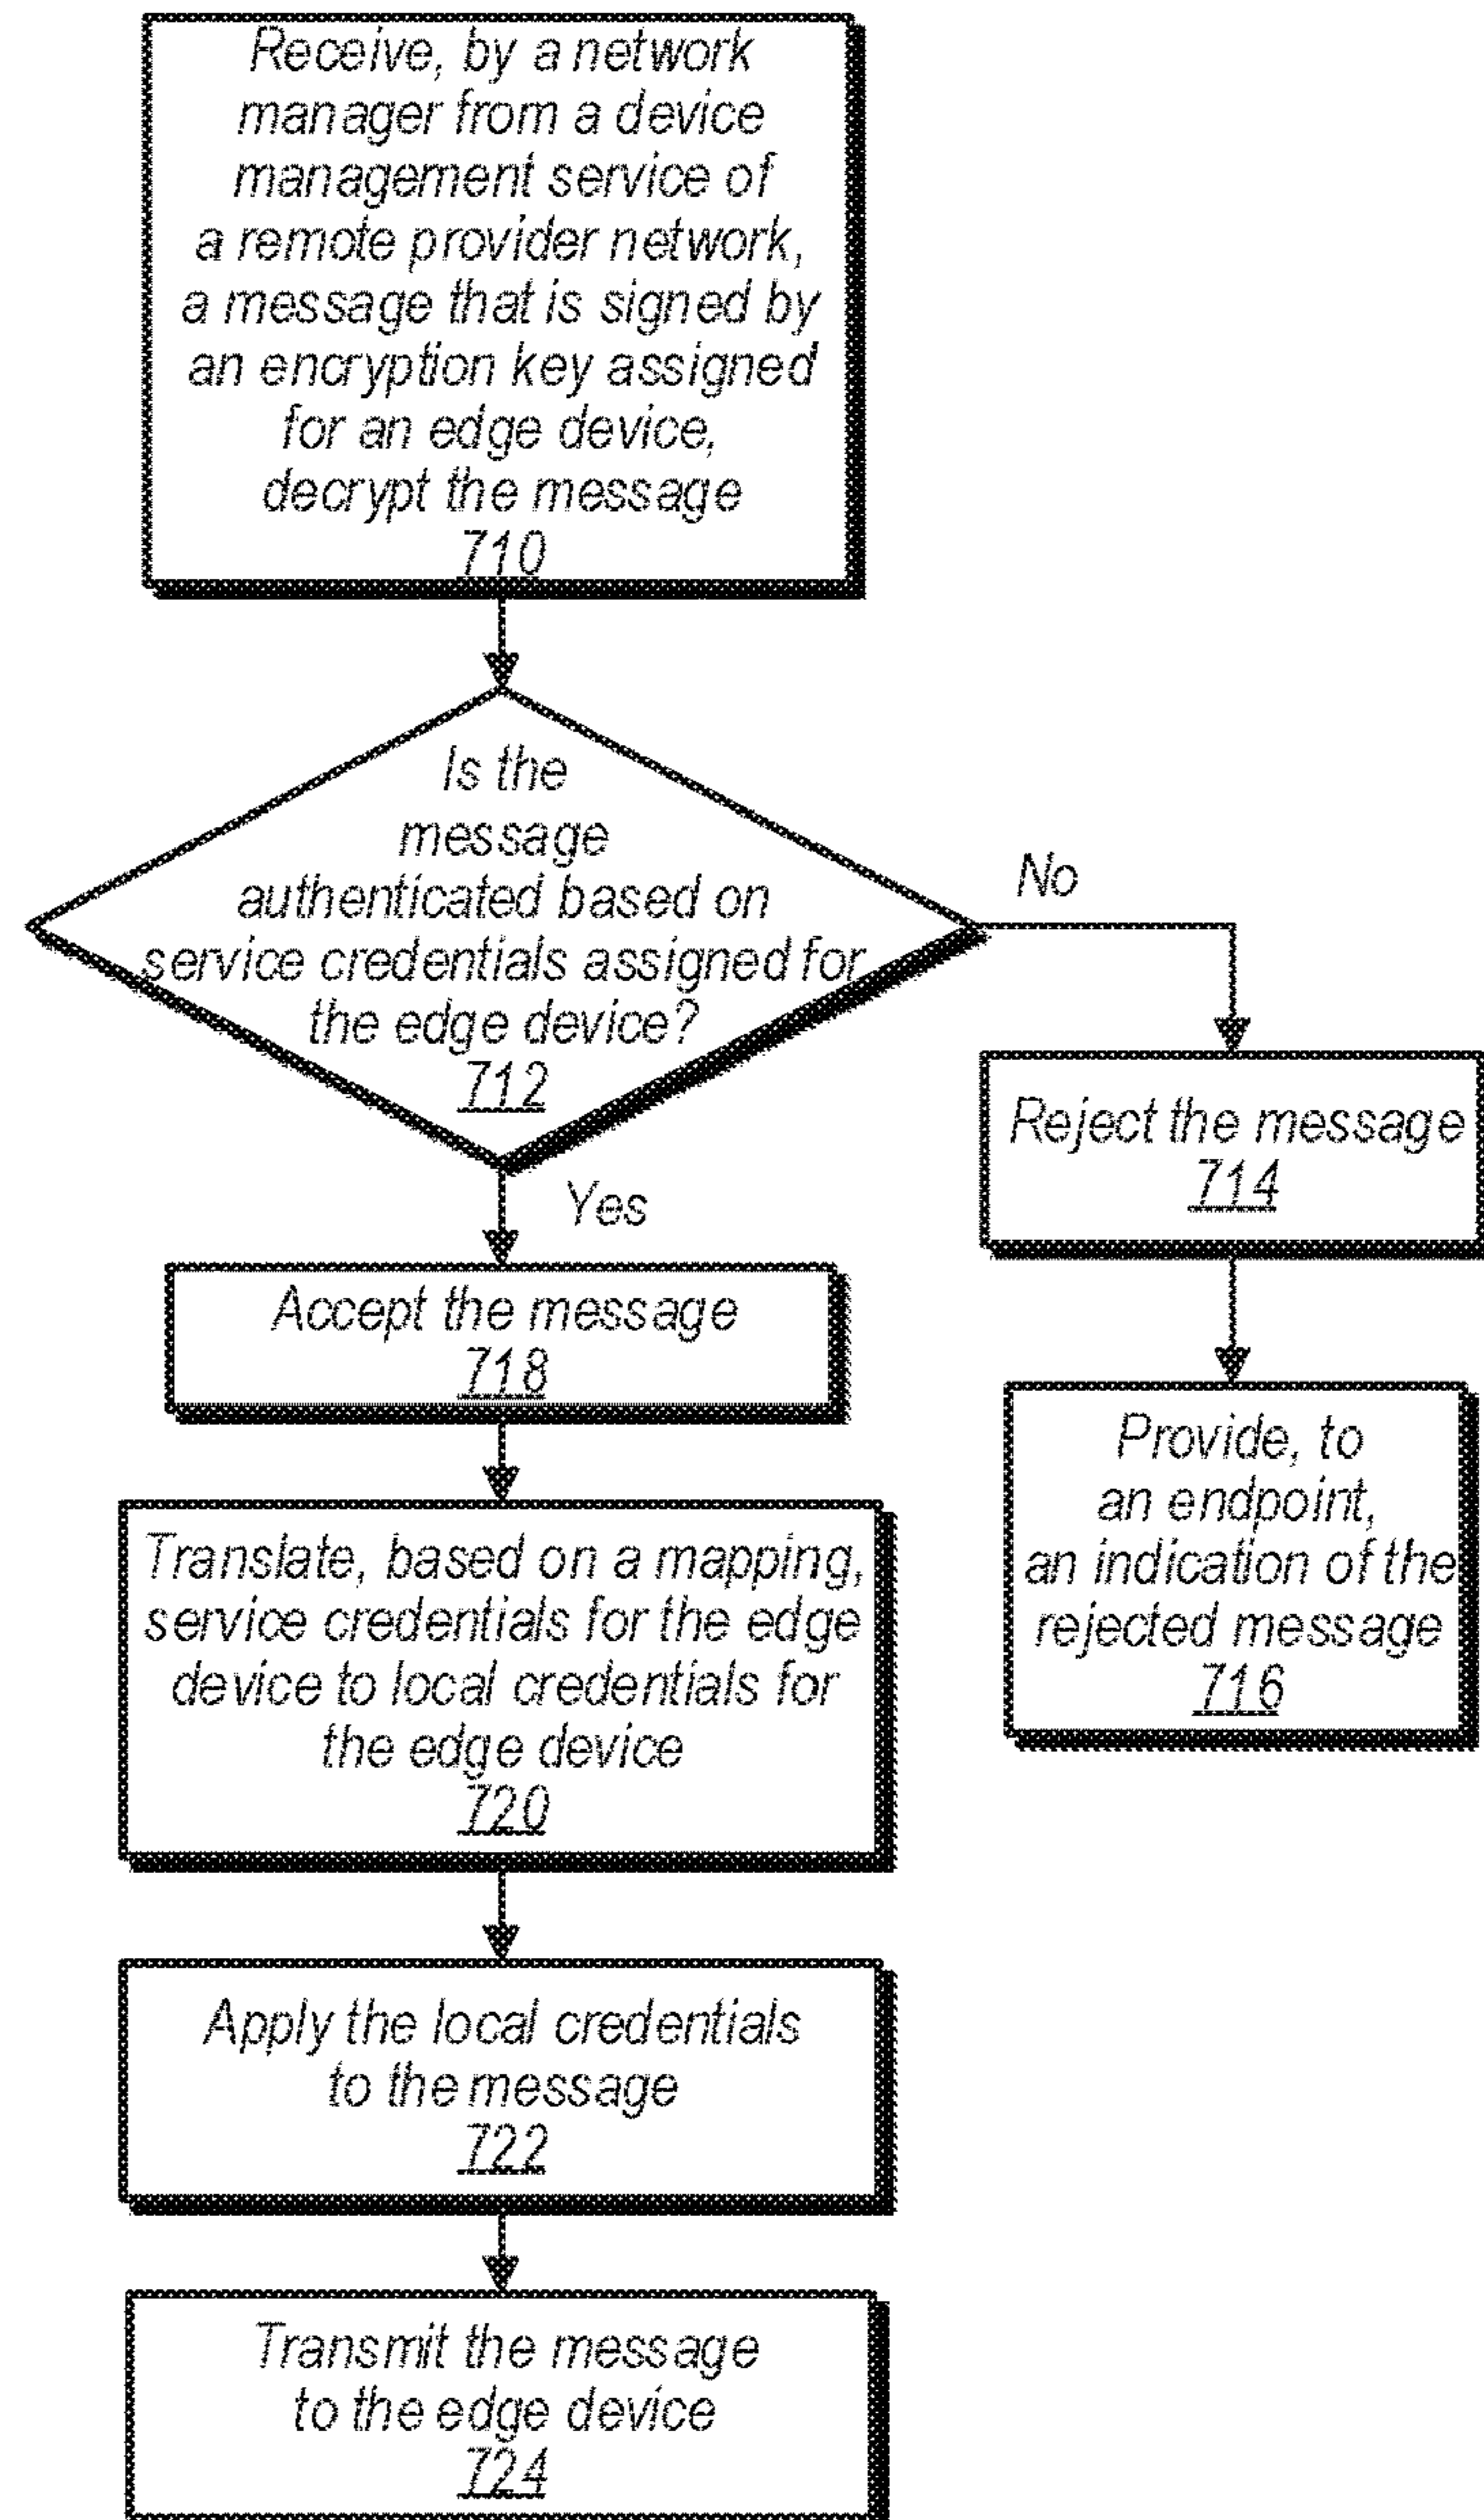 Receive, by a network
manager from a device
management service of
a remote provider network,
a message that is signed by
an encryption key assigned
for an edge device,
decrypt the message
710
Is the
message
authenticated based on
service credentials assigned for
the edge device?
712
No
Reject the message
714
Yes
Accept the message
718
Provide, to
an endpoint,
an indication of the
rejected message
716
Translate, based on a mapping,
service credentials for the edge
device to local credentials for
the edge device
720
Apply the local credentials
to the message
722
Transmit the message
to the edge device
724